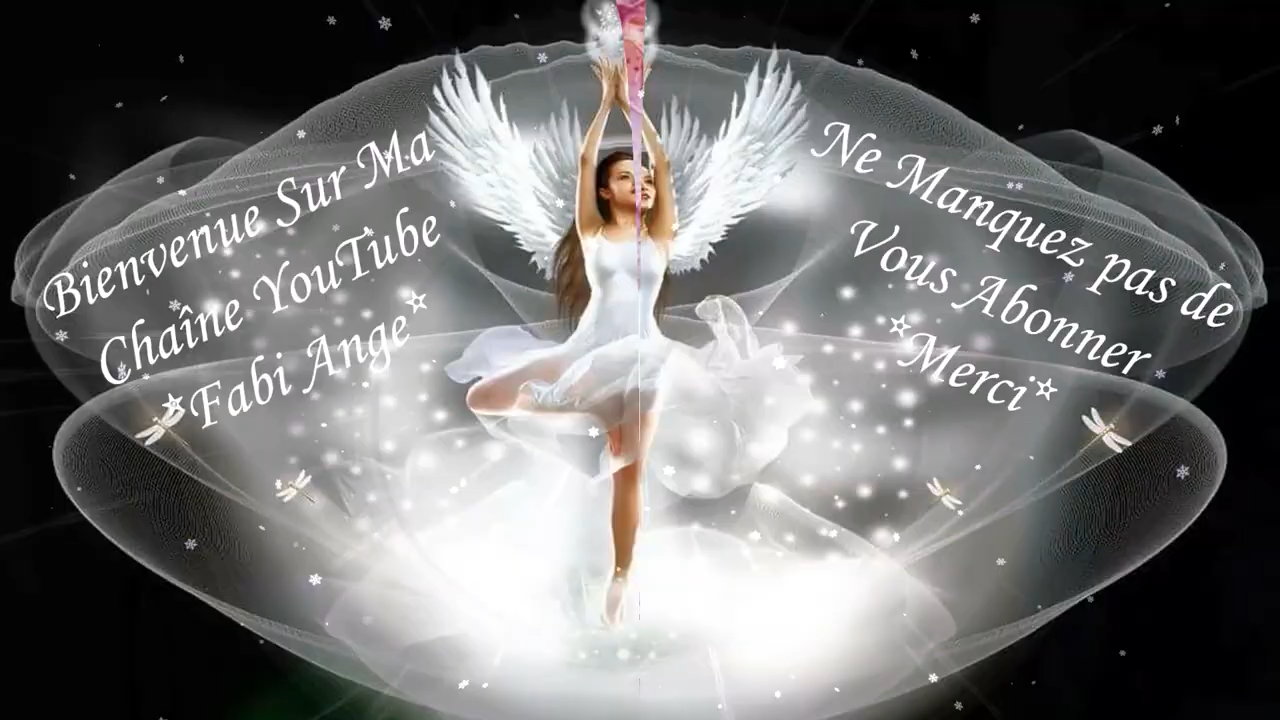 Bienvenue Sur Ma
Chaîne YouTube
*Fabi Ange*
Ne Manquez pas de
Vous Abonner
*Merci*